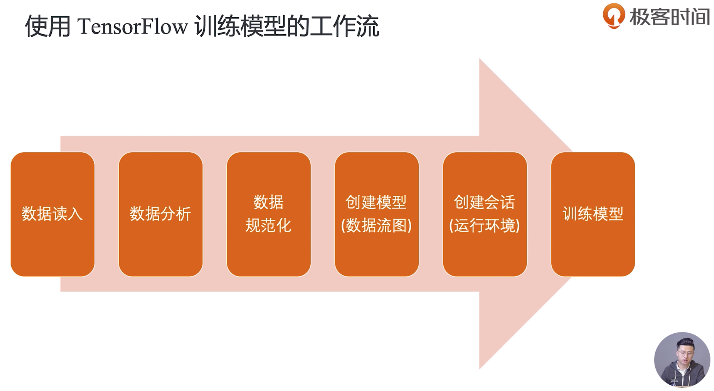 使用 TensorFlow 训练模型的工作流
极客时间
数据读入
数据分析
数据
规范化
创建模型
(数据流图)
创建会话
(运行环境)
训练模型